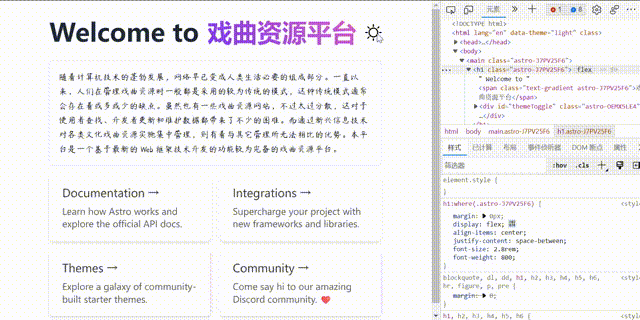 Welcome to 戏曲资源平台
随着计算机技术的蓬勃发展，网络早已变成人类生活必要的组成部分。一直以
来，人们在管理戏曲资源时一般都是采用的较为传统的模式，这种传统模式通常
会存在着或多或少的缺点。虽然也有一些戏曲资源网站，不过太过分散，这对于
使用者查找、开发者更新和维护数据都带来了不少的困难。而通过新兴信息技术
对各类文化戏曲资源实施集中管理，则有着与其它管理所无法相比的优势。本平
台是一个基于最新的 Web 框架技术开发的功能较为完善的戏曲资源平台。
Documentation →
Learn how Astro works and
explore the official API docs.
Integrations →
Supercharge your project with
new frameworks and libraries.
Themes →
Explore a galaxy of community-
built starter themes.
Community →
Come say hi to our amazing
Discord community. ❤️
元素
1
8
<!DOCTYPE html>
<html lang="en" data-theme="light" class>
<head>…</head>
<body>
<main class="astro-J7PV25F6">
<h1 class="astro-J7PV25F6"> flex
" Welcome to "
<span class="text-gradient astro-J7PV25F6">戏
曲资源平台</span>
<div id="themeToggle" class="astro-OEMX5LEA"
…</div>
html body main.astro-J7PV25F6 h1.astro-J7PV25F6
样式 已计算 布局 事件侦听器 DOM 断点 属性
筛选器 :hov .cls
element.style {
}
h1:where(.astro-J7PV25F6) { <style>
margin: 0px;
display: flex;
align-items: center;
justify-content: space-between;
font-size: 2.8rem;
font-weight: 800;
}
blockquote, dl, dd, h1, h2, h3, h4, h5, h6, <style>
hr, figure, p, pre {
margin: 0;
}
h1, h2, h3, h4, h5, h6 { <style>